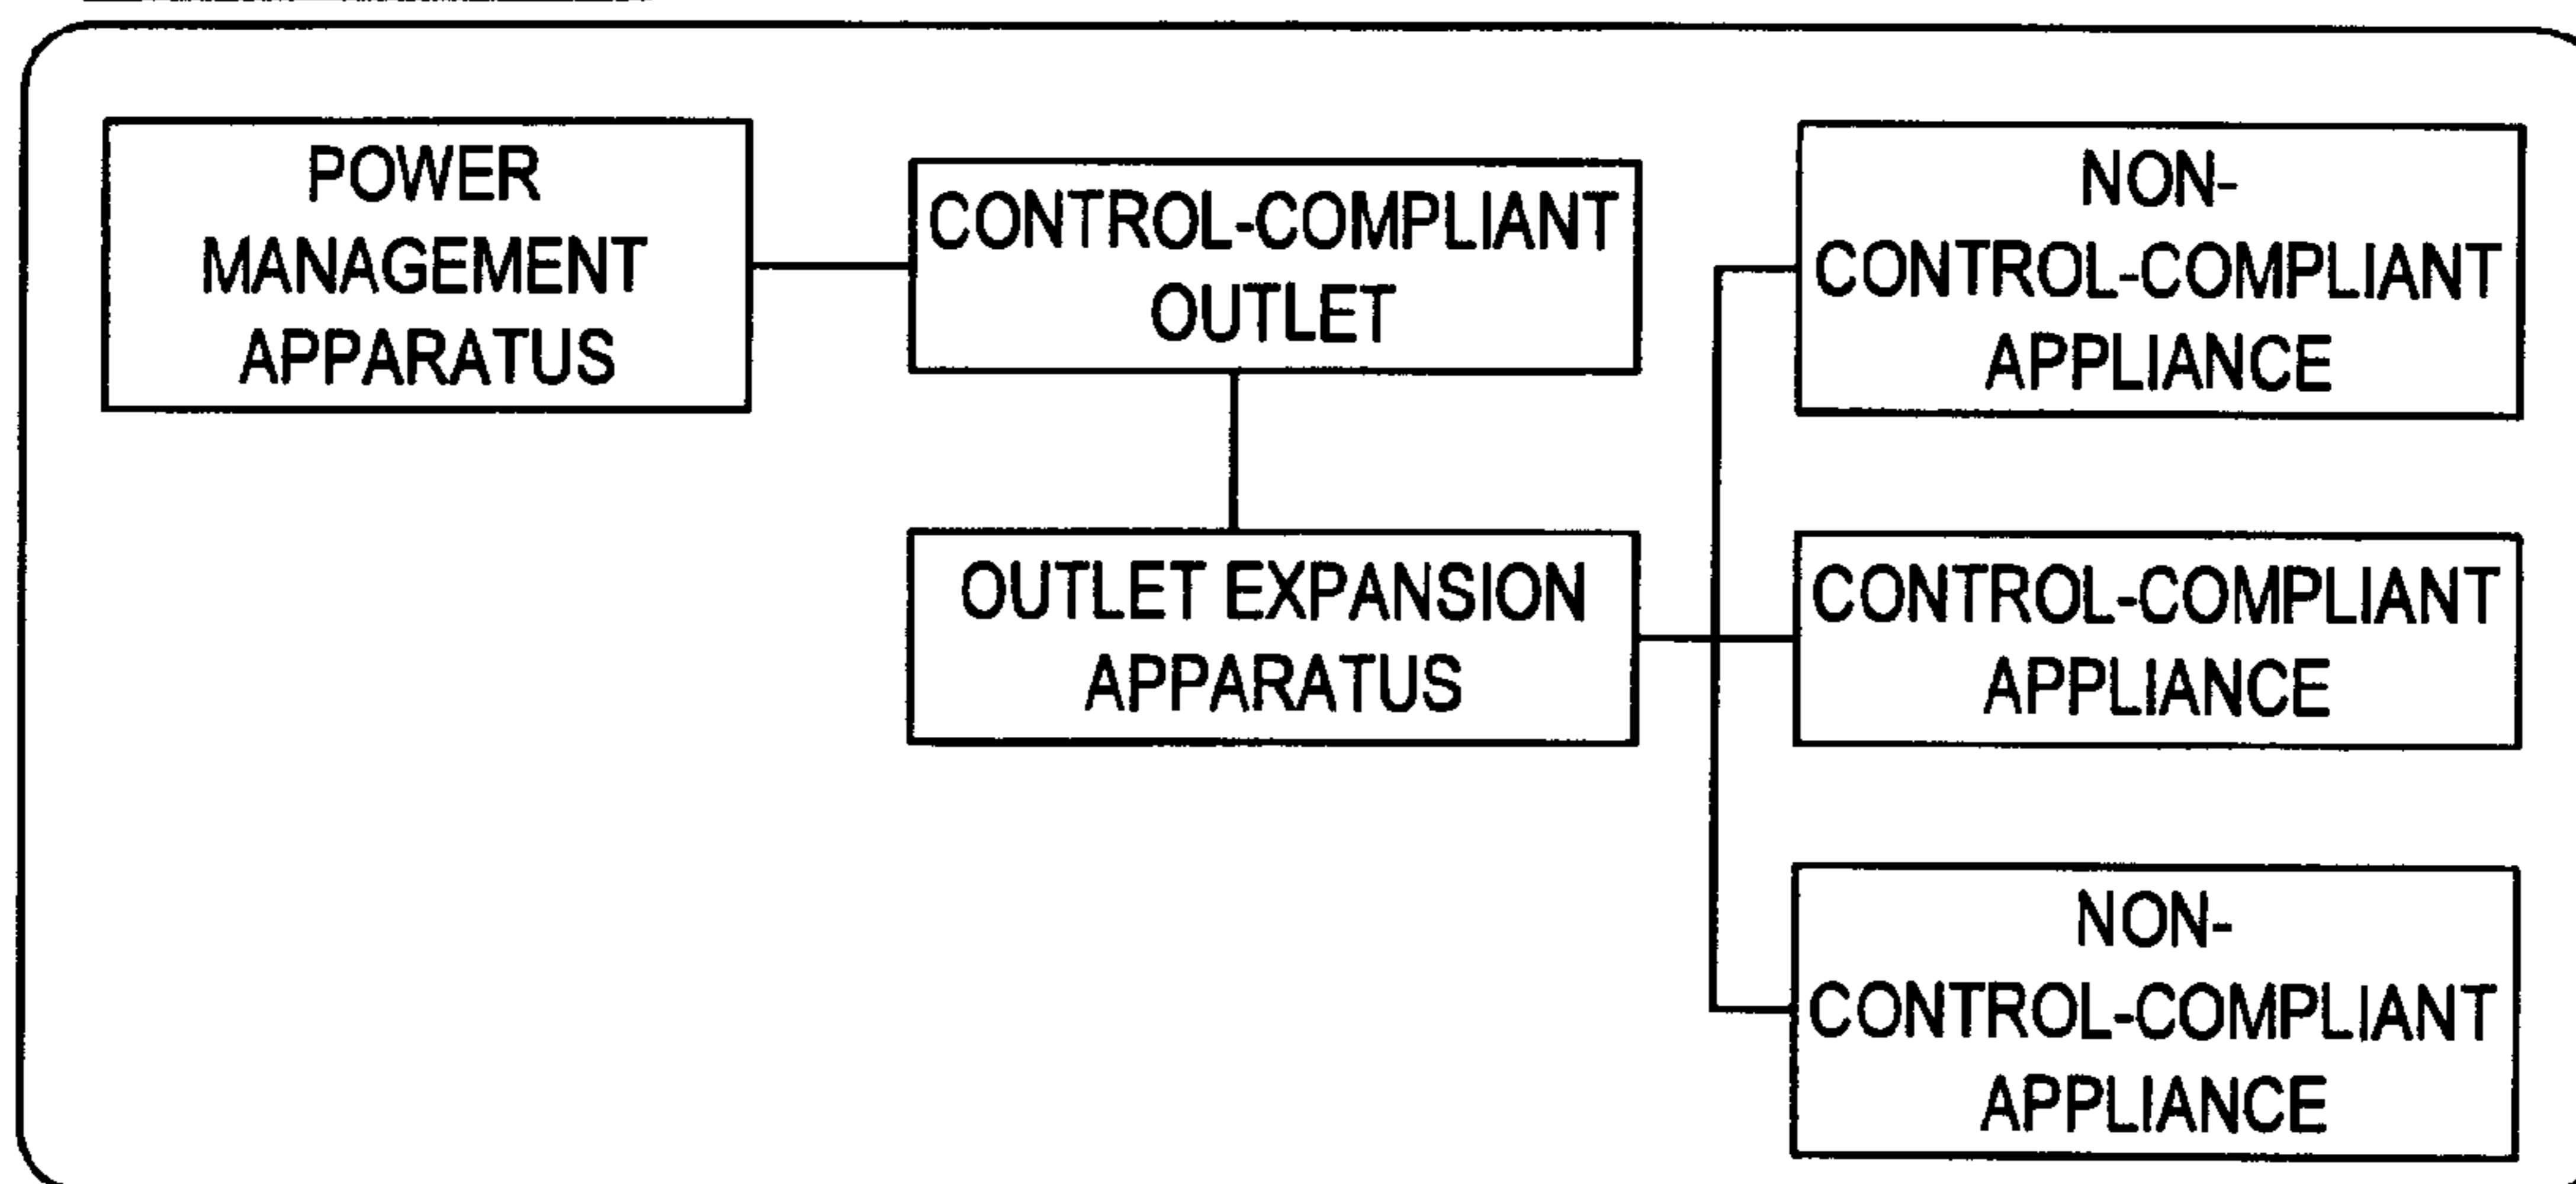 POWER
MANAGEMENT
APPARATUS
CONTROL-COMPLIANT
OUTLET
NON-
CONTROL-COMPLIANT
APPLIANCE
OUTLET EXPANSION
APPARATUS
CONTROL-COMPLIANT
APPLIANCE
NON-
CONTROL-COMPLIANT
APPLIANCE